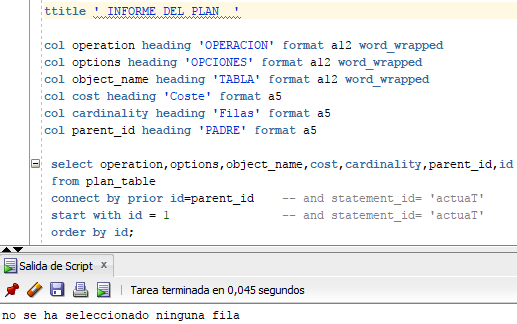 ttitle ' INFORME DEL PLAN  '
col operation heading 'OPERACION' format a12 word_wrapped
col options heading 'OPCIONES' format a12 word_wrapped
col object_name heading 'TABLA' format a12 word_wrapped
col cost heading 'Coste' format a5
col cardinality heading 'Filas' format a5
col parent_id heading 'PADRE' format a5
select operation,options,object_name,cost,cardinality,parent_id,id
from plan_table
connect by prior id=parent_id    -- and statement_id= 'actuaT'
start with id = 1                -- and statement_id= 'actuaT'
order by id;
Salida de Script x
Tarea terminada en 0,045 segundos
no se ha seleccionado ninguna fila